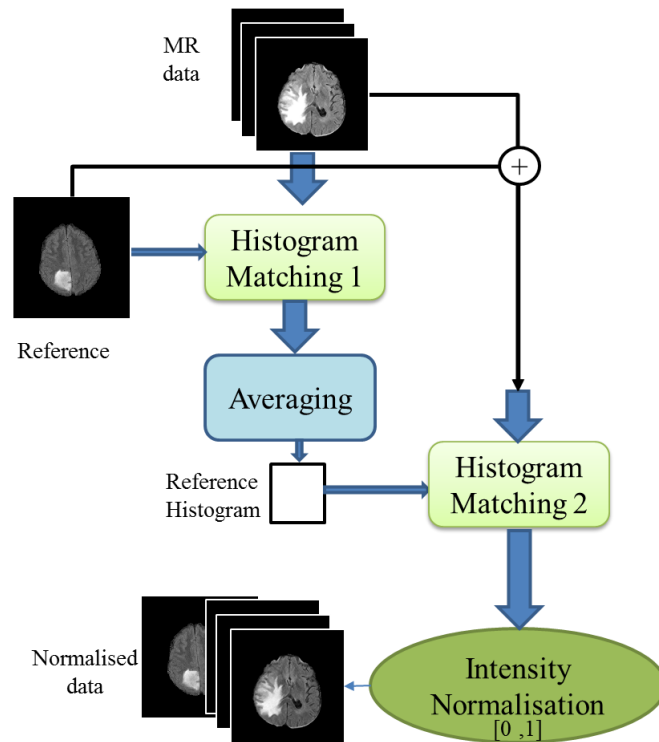 MR
data
+
Histogram
Matching 1
Reference
Averaging
Reference
Histogram
Histogram
Matching 2
Normalised
data
Intensity
Normalisation
[0 ,1]